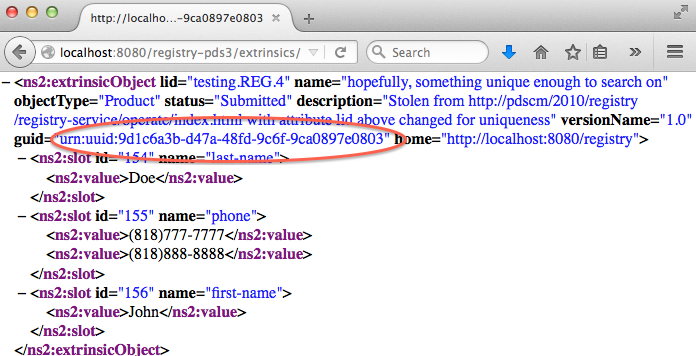 http://localho...-9ca0897e0803 ×
localhost:8080/registry-pds3/extrinsics/
Search
– <ns2:extrinsicObject lid="testing.REG.4" name="hopefully, something unique enough to search on"
objectType="Product" status="Submitted" description="Stolen from http://pdscm/2010/registry
/registry-service/operate/index.html with attribute lid above changed for uniqueness" versionName="1.0"
guid="urn:uuid:9d1c6a3b-d47a-48fd-9c6f-9ca0897e0803" home="http://localhost:8080/registry">
– <ns2:slot id="154" name="last-name">
<ns2:value>Doe</ns2:value>
</ns2:slot>
– <ns2:slot id="155" name="phone">
<ns2:value>(818)777-7777</ns2:value>
<ns2:value>(818)888-8888</ns2:value>
</ns2:slot>
– <ns2:slot id="156" name="first-name">
<ns2:value>John</ns2:value>
</ns2:slot>
</ns2:extrinsicObject>